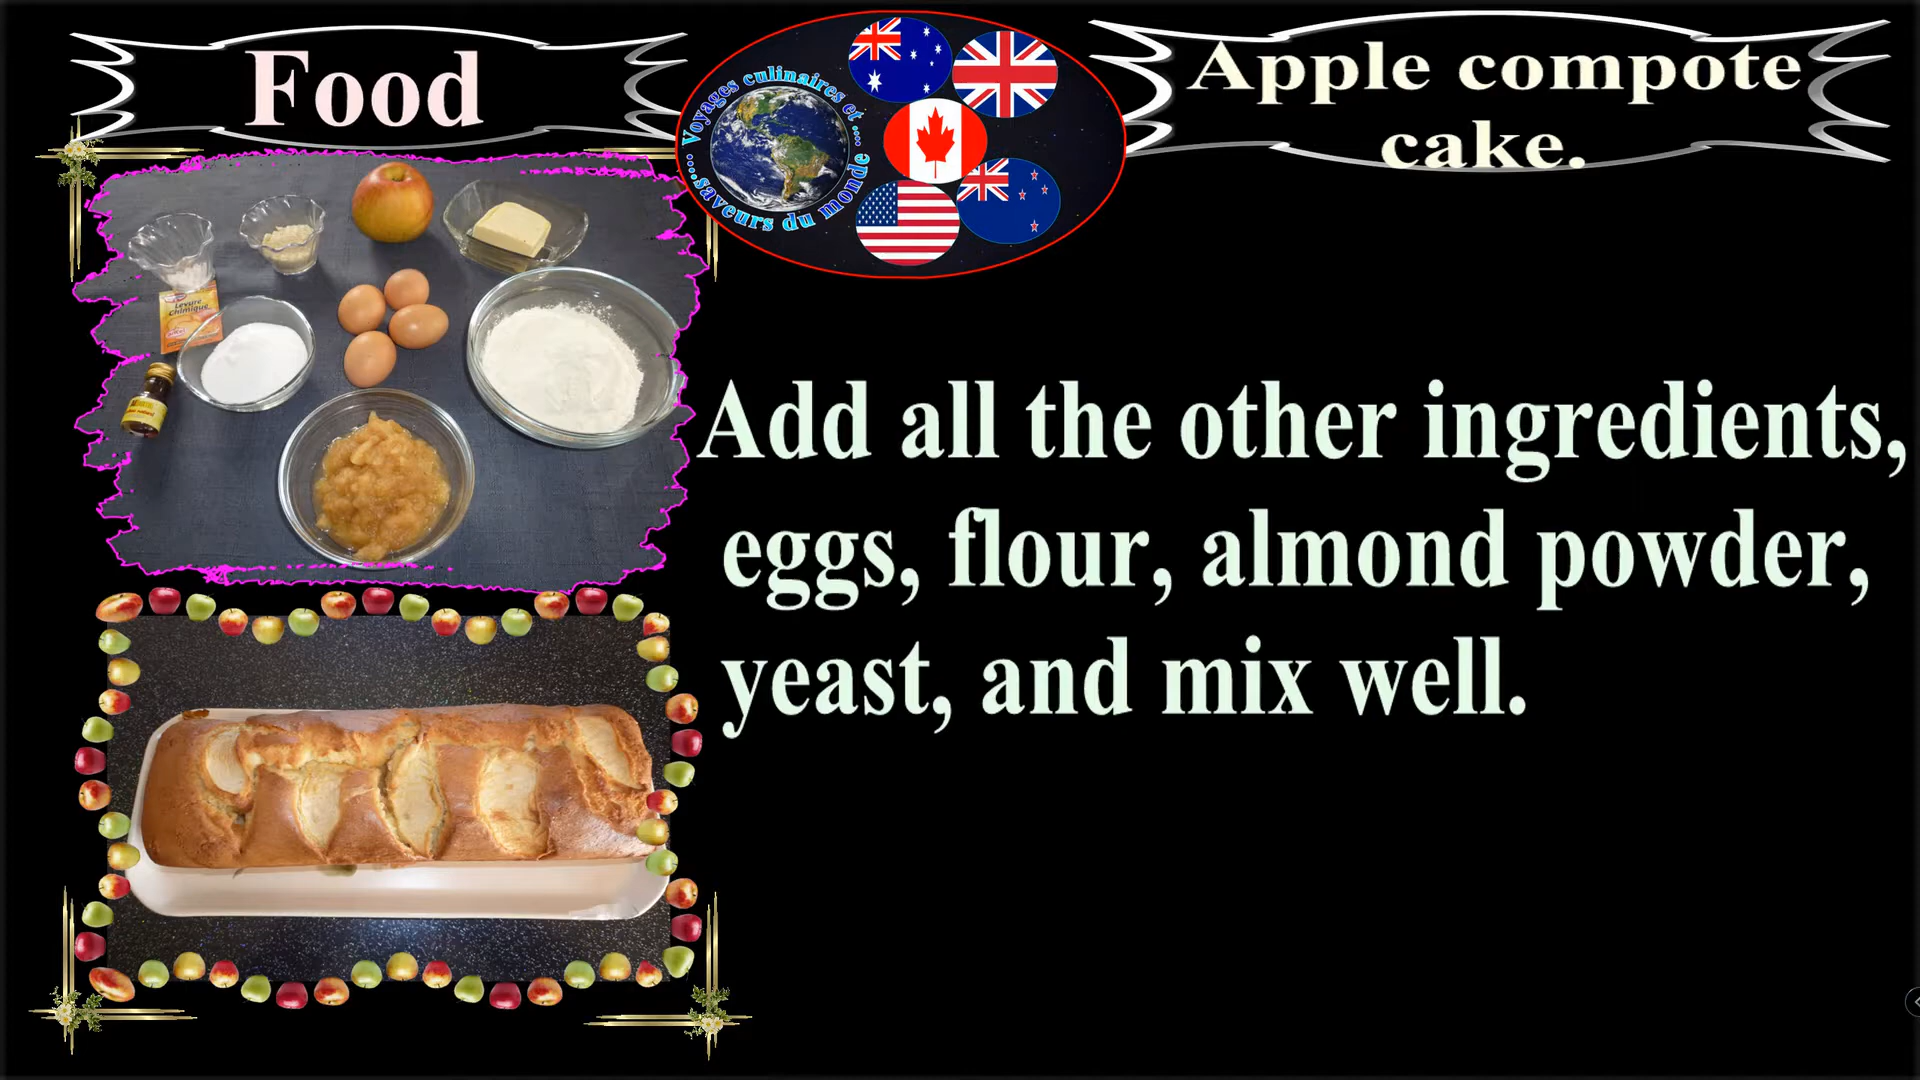 Food
Voyages culinaires et ....
....saveurs du monde
Apple compote
cake.
Levure
Chimique
Add all the other ingredients,
eggs, flour, almond powder,
yeast, and mix well.